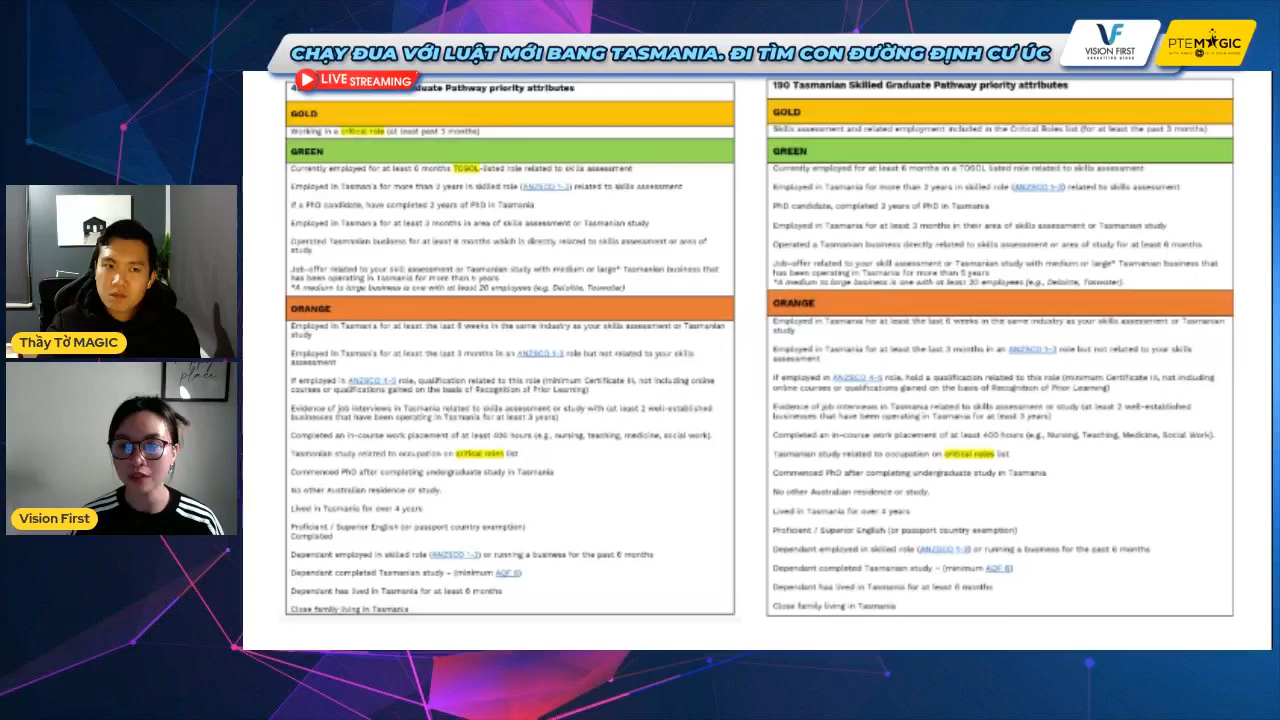 CHẠY ĐUA VỚI LUẬT MỚI BANG TASMANIA. ĐI TÌM CON ĐƯỜNG ĐỊNH CƯ ÚC
VISION FIRST
PTEMAGIC
LIVE STREAMING
uate Pathway priority attributes
GOLD
Working in a critical role (at least past 3 months)
GREEN
Currently employed for at least 6 months TOSOL-listed role related to skills assessment
Employed in Tasmania for more than 2 years in skilled role (ANZSCO 1-3) related to skills assessment
If a PhD candidate, have completed 2 years of PhD in Tasmania
Employed in Tasmania for at least 3 months in area of skills assessment or Tasmanian study
Operated Tasmanian business for at least 6 months which is directly related to skills assessment or area of
study
Job-offer related to your skill assessment or Tasmanian study with medium or large* Tasmanian business that
has been operating in Tasmania for more than 5 years
*A medium to large business is one with at least 20 employees (e.g. Deloitte, Taswater)
ORANGE
Employed in Tasmania for at least the last 6 weeks in the same industry as your skills assessment or Tasmanian
study
Employed in Tasmania for at least the last 3 months in an ANZSCO 1-3 role but not related to your skills
assessment
If employed in ANZSCO 4-5 role, qualification related to this role (minimum Certificate III, not including online
courses or qualifications gained on the basis of Recognition of Prior Learning)
Evidence of job interviews in Tasmania related to skills assessment or study with (at least 2 well-established
businesses that have been operating in Tasmania for at least 3 years)
Completed an in-course work placement of at least 400 hours (e.g., nursing, teaching, medicine, social work).
Tasmanian study related to occupation on critical roles list
Commenced PhD after completing undergraduate study in Tasmania
No other Australian residence or study.
Lived in Tasmania for over 4 years
Proficient / Superior English (or passport country exemption)
Completed
Dependant employed in skilled role (ANZSCO 1-3) or running a business for the past 6 months
Dependant completed Tasmanian study – (minimum AQF 6)
Dependant has lived in Tasmania for at least 6 months
Close family living in Tasmania
190 Tasmanian Skilled Graduate Pathway priority attributes
GOLD
Skills assessment and related employment included in the Critical Roles list (for at least the past 3 months)
GREEN
Currently employed for at least 6 months in a TOSOL listed role related to skills assessment
Employed in Tasmania for more than 2 years in skilled role (ANZSCO 1-3) related to skills assessment
PhD candidate, completed 2 years of PhD in Tasmania
Employed in Tasmania for at least 3 months in their area of skills assessment or Tasmanian study
Operated a Tasmanian business directly related to skills assessment or area of study for at least 6 months.
Job-offer related to your skill assessment or Tasmanian study with medium or large* Tasmanian business that
has been operating in Tasmania for more than 5 years
*A medium to large business is one with at least 20 employees (e.g., Deloitte, Taswater).
ORANGE
Employed in Tasmania for at least the last 6 weeks in the same industry as your skills assessment or Tasmanian
study
Employed in Tasmania for at least the last 3 months in an ANZSCO 1-3 role but not related to your skills
assessment
If employed in ANZSCO 4-5 role, hold a qualification related to this role (minimum Certificate III, not including
online courses or qualifications gained on the basis of Recognition of Prior Learning)
Evidence of job interviews in Tasmania related to skills assessment or study (at least 2 well-established
businesses that have been operating in Tasmania for at least 3 years)
Completed an in-course work placement of at least 400 hours (e.g., Nursing, Teaching, Medicine, Social Work).
Tasmanian study related to occupation on critical roles list
Commenced PhD after completing undergraduate study in Tasmania
No other Australian residence or study.
Lived in Tasmania for over 4 years
Proficient / Superior English (or passport country exemption)
Dependant employed in skilled role (ANZSCO 1-3) or running a business for the past 6 months
Dependant completed Tasmanian study – (minimum AQF 6)
Dependant has lived in Tasmania for at least 6 months
Close family living in Tasmania
Thầy Tờ MAGIC
place
Vision First